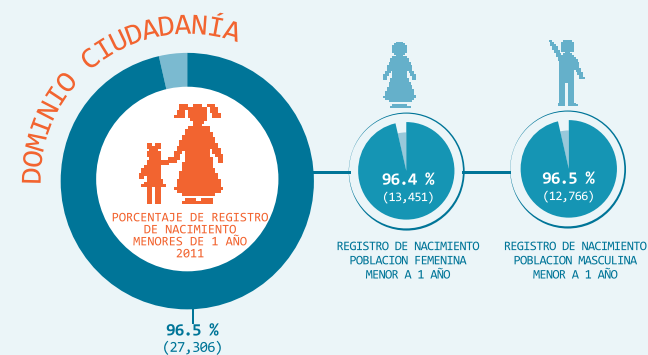 DOMINIO CIUDADANÍA
PORCENTAJE DE REGISTRO
DE NACIMIENTO
MENORES DE 1 AÑO
2011
96.5 %
(27,306)
96.4 %
(13,451)
REGISTRO DE NACIMIENTO
POBLACION FEMENINA
MENOR A 1 AÑO
96.5 %
(12,766)
REGISTRO DE NACIMIENTO
POBLACION MASCULINA
MENOR A 1 AÑO